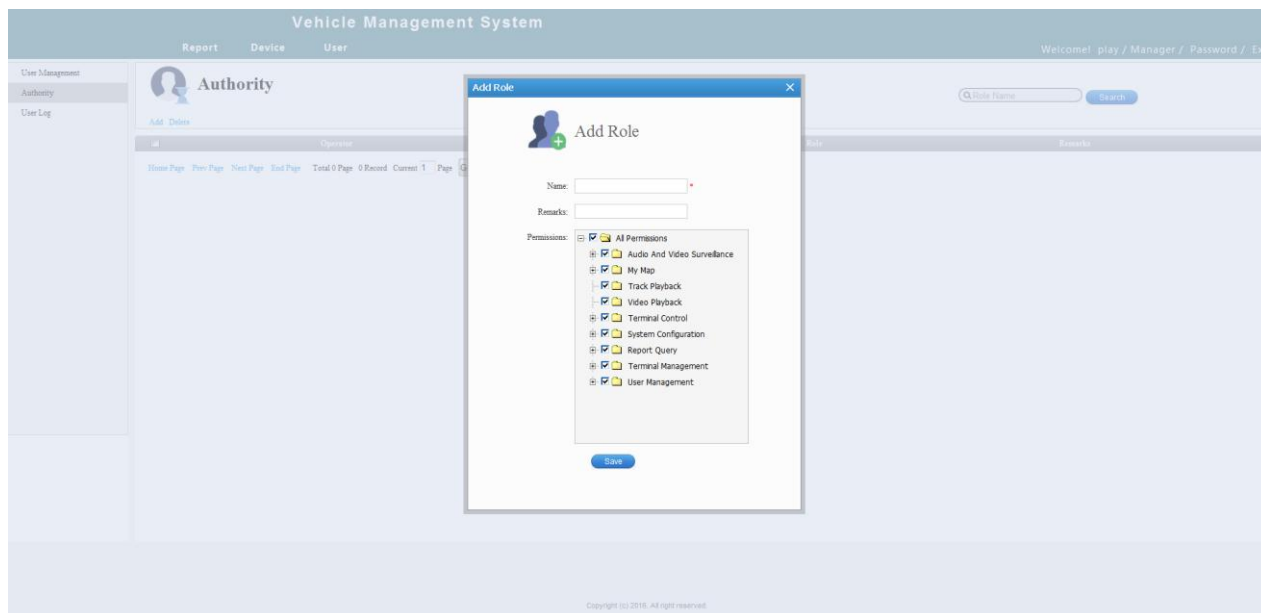 Vehicle Management System
Report Device User
Welcome! play / Manager / Password /
User Management
Authority
User Log
Authority
Add Delete
Role Name Search
Operator Role Remarks
Home Page Prev Page Next Page End Page Total 0 Page 0 Record Current 1 Page
Add Role
Add Role
Name: *
Remarks:
Permissions: All Permissions
Audio And Video Surveillance
My Map
Track Playback
Video Playback
Terminal Control
System Configuration
Report Query
Terminal Management
User Management
Save
Copyright (c) 2018. All right reserved.